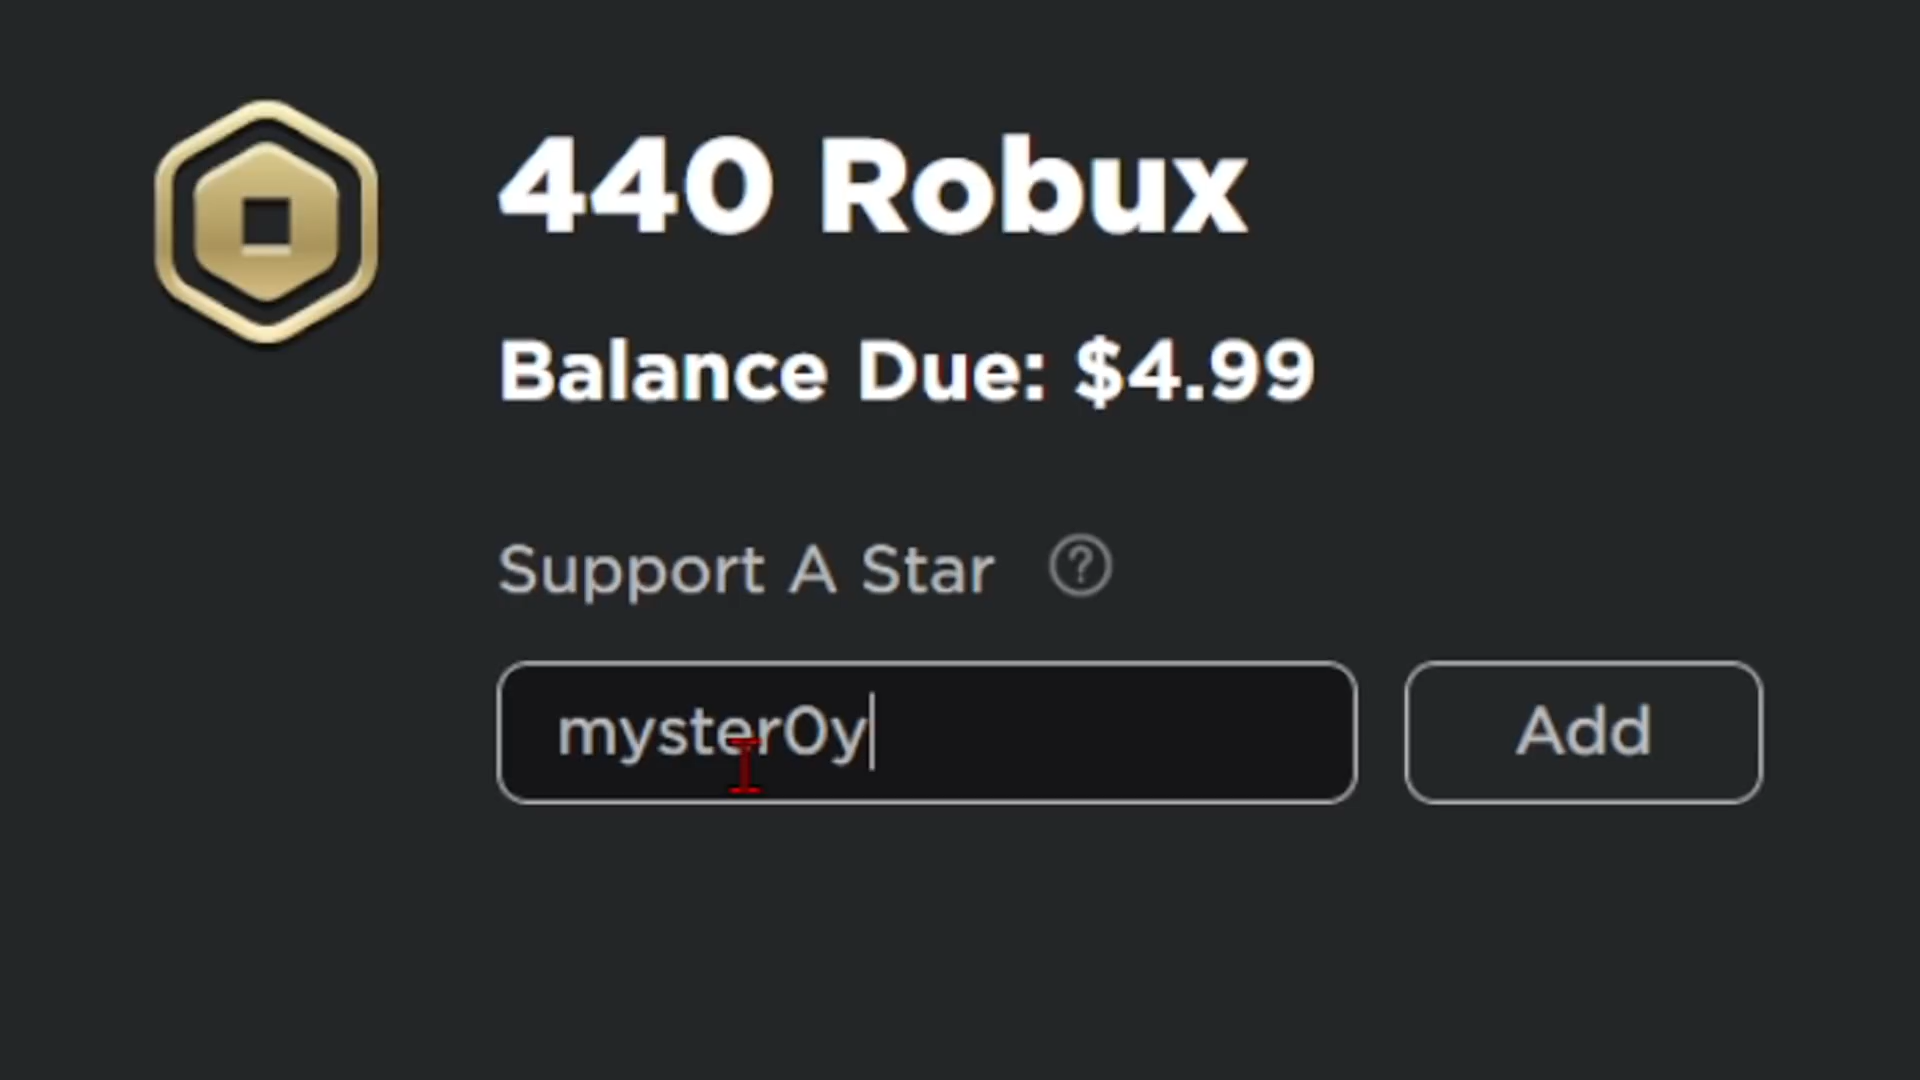 440 Robux
Balance Due: $4.99
Support A Star ?
myster0y
Add